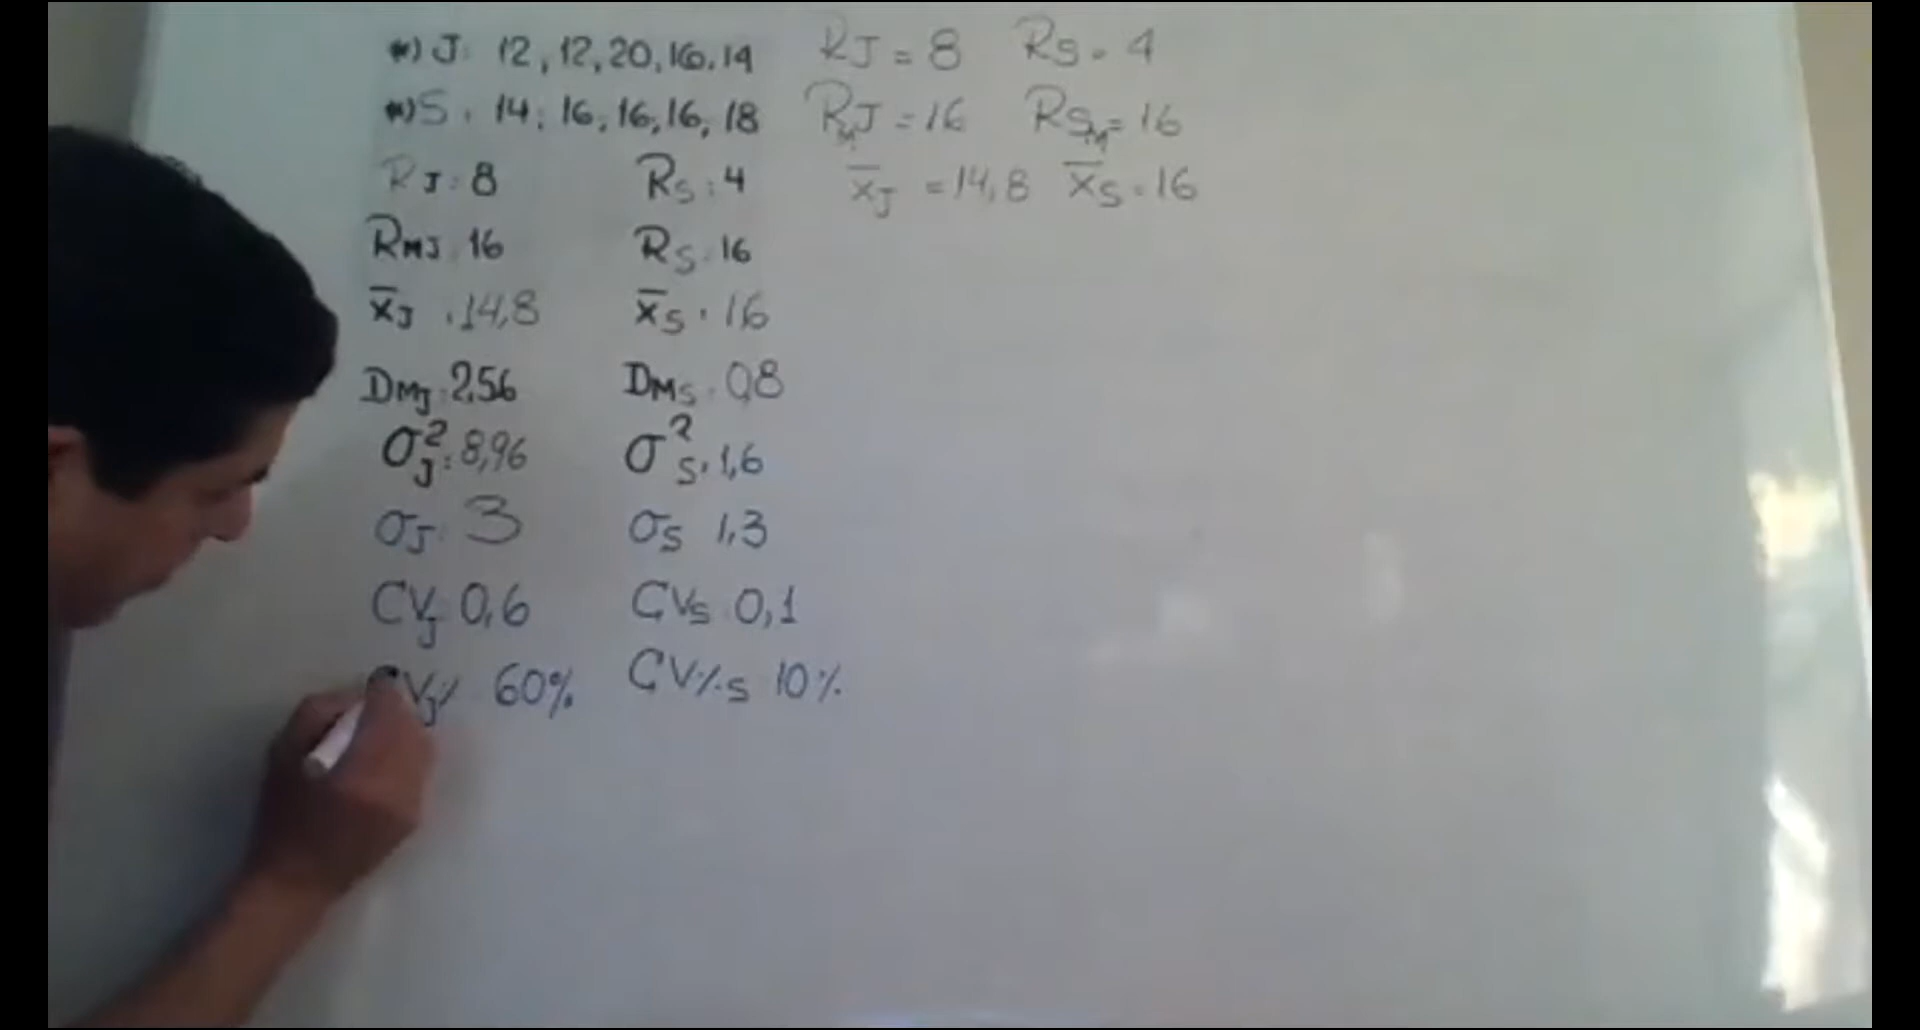 *) J: 12, 12, 20, 16, 14 RJ = 8 RS = 4
*) S: 14; 16, 16, 16, 18 RMJ = 16 RSM = 16
RJ: 8 RS: 4 x̄J = 14,8 x̄S = 16
RMJ: 16 RS: 16
x̄J: 14,8 x̄S: 16
DMJ: 2,56 DMS: 0,8
σ²J: 8,96 σ²S: 1,6
σJ: 3 σS 1,3
CVJ 0,6 CVS 0,1
CVJ% 60% CV%S 10%